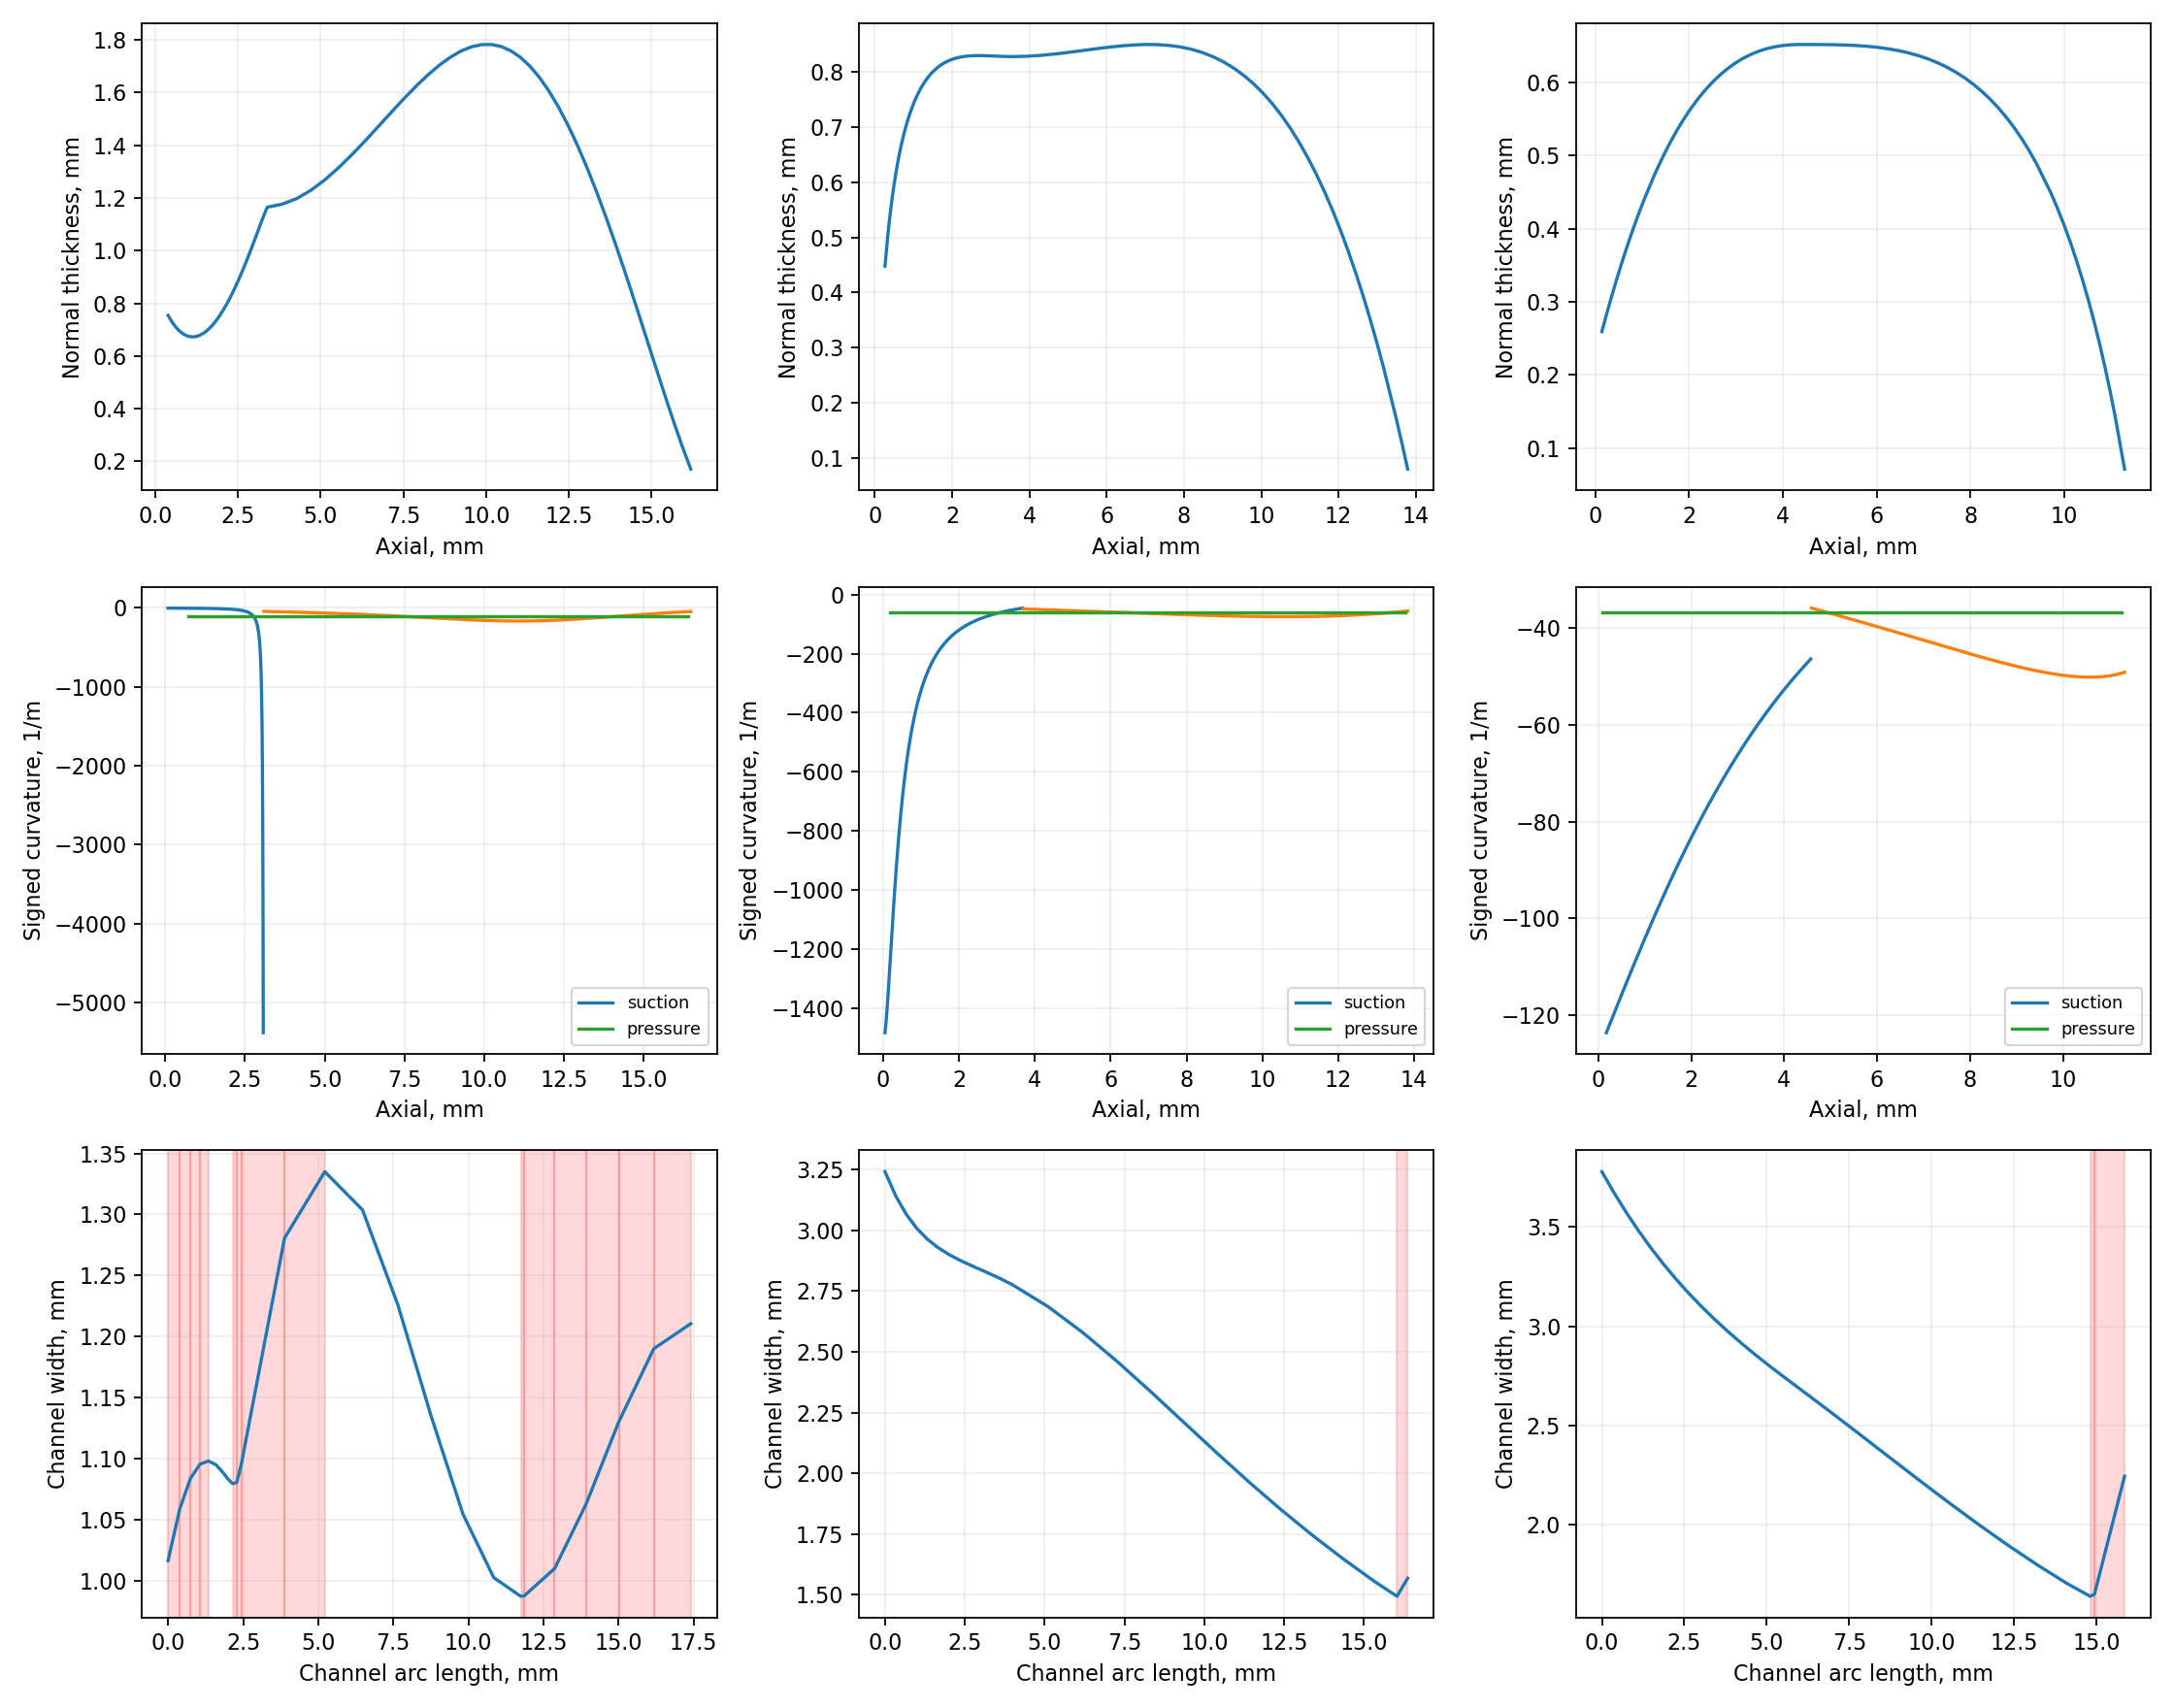 Normal thickness, mm
1.8
1.6
1.4
1.2
1.0
0.8
0.6
0.4
0.2
0.0 2.5 5.0 7.5 10.0 12.5 15.0
Axial, mm
Normal thickness, mm
0.8
0.7
0.6
0.5
0.4
0.3
0.2
0.1
0 2 4 6 8 10 12 14
Axial, mm
Normal thickness, mm
0.6
0.5
0.4
0.3
0.2
0.1
0 2 4 6 8 10
Axial, mm
Signed curvature, 1/m
0
−1000
−2000
−3000
−4000
−5000
suction
pressure
0.0 2.5 5.0 7.5 10.0 12.5 15.0
Axial, mm
Signed curvature, 1/m
0
−200
−400
−600
−800
−1000
−1200
−1400
suction
pressure
0 2 4 6 8 10 12 14
Axial, mm
Signed curvature, 1/m
−40
−60
−80
−100
−120
suction
pressure
0 2 4 6 8 10
Axial, mm
Channel width, mm
1.35
1.30
1.25
1.20
1.15
1.10
1.05
1.00
0.0 2.5 5.0 7.5 10.0 12.5 15.0 17.5
Channel arc length, mm
Channel width, mm
3.25
3.00
2.75
2.50
2.25
2.00
1.75
1.50
0.0 2.5 5.0 7.5 10.0 12.5 15.0
Channel arc length, mm
Channel width, mm
3.5
3.0
2.5
2.0
0.0 2.5 5.0 7.5 10.0 12.5 15.0
Channel arc length, mm